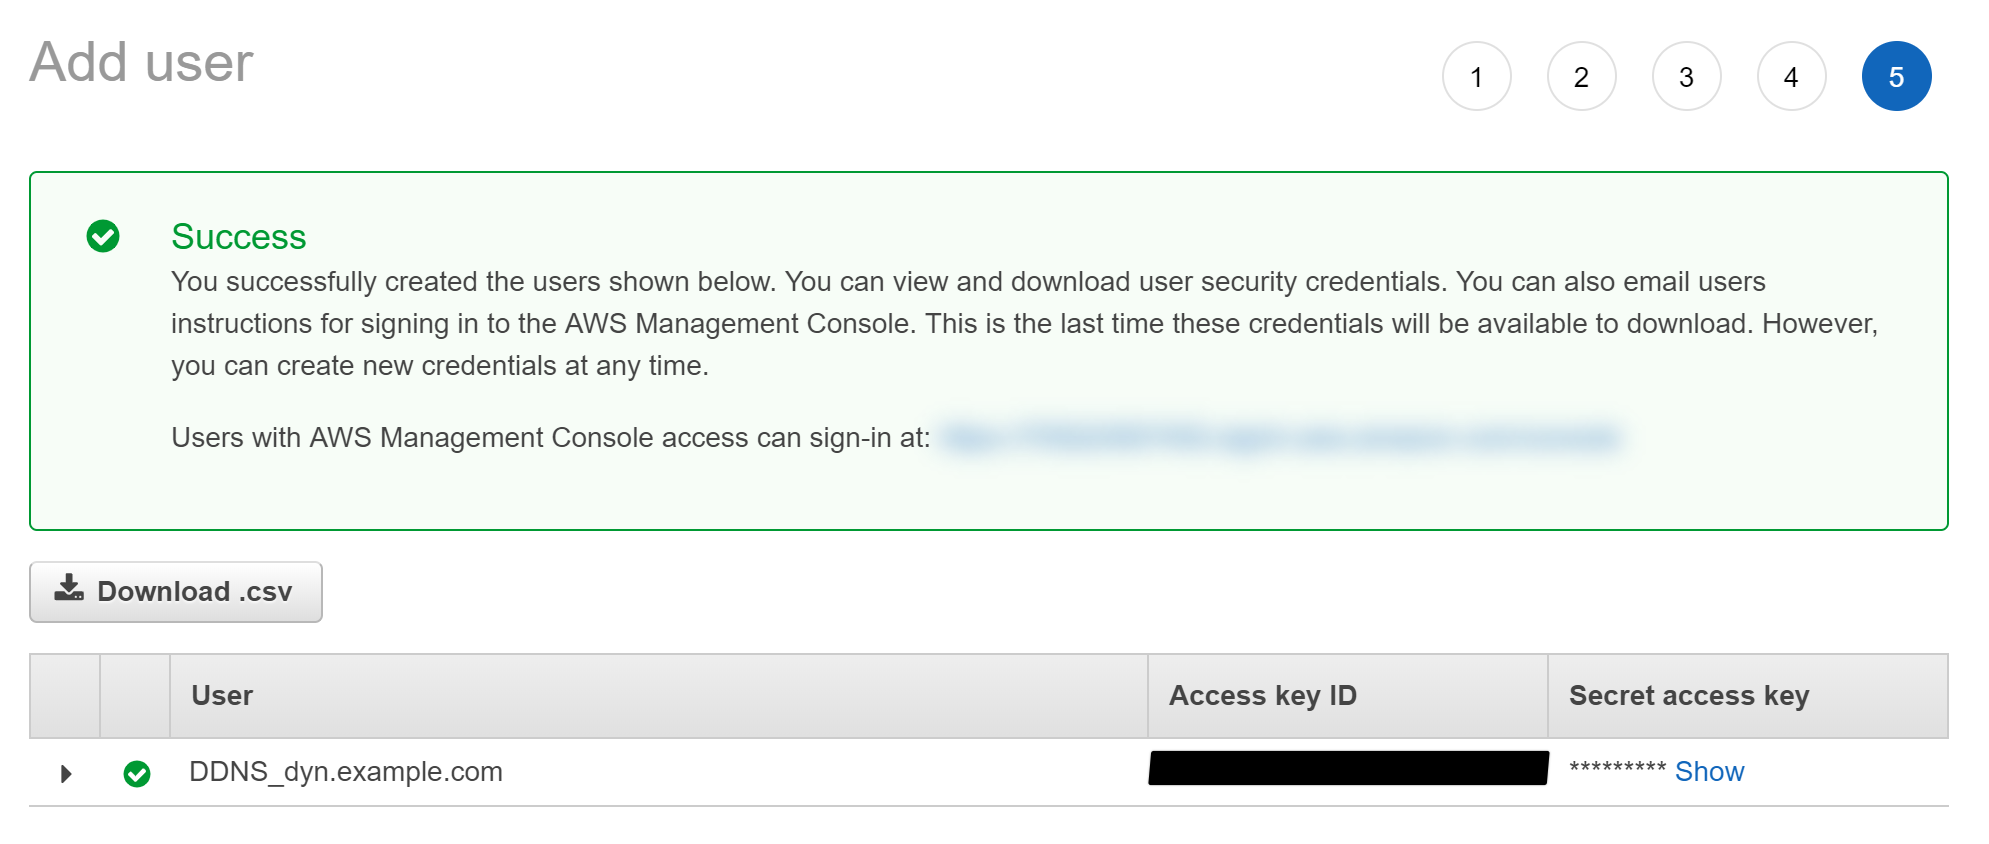 Add user
1 2 3 4 5
Success
You successfully created the users shown below. You can view and download user security credentials. You can also email users
instructions for signing in to the AWS Management Console. This is the last time these credentials will be available to download. However,
you can create new credentials at any time.
Users with AWS Management Console access can sign-in at:
Download .csv
User Access key ID Secret access key
DDNS_dyn.example.com ********* Show